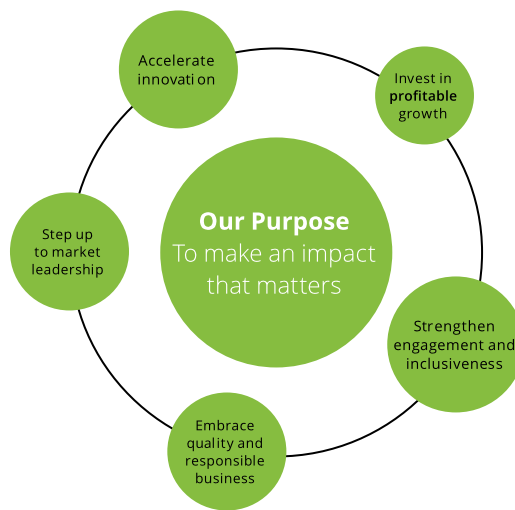 Accelerate
innovation
Invest in
profitable
growth
Our Purpose
To make an impact
that matters
Step up
to market
leadership
Strengthen
engagement and
inclusiveness
Embrace
quality and
responsible
business